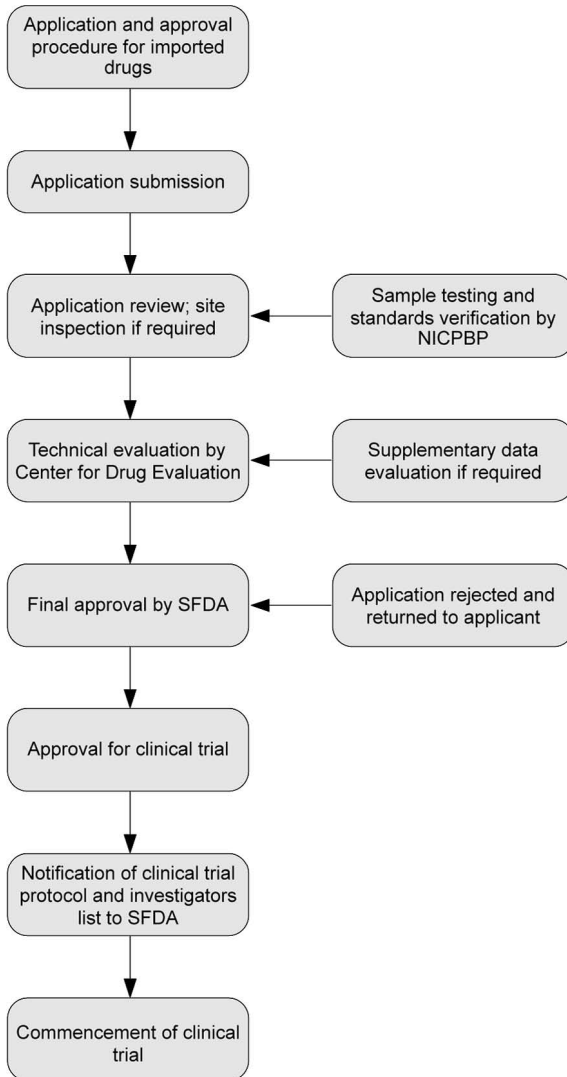 Application and approval
procedure for imported
drugs
Application submission
Application review; site
inspection if required
Sample testing and
standards verification by
NICPBP
Technical evaluation by
Center for Drug Evaluation
Supplementary data
evaluation if required
Final approval by SFDA
Application rejected and
returned to applicant
Approval for clinical trial
Notification of clinical trial
protocol and investigators
list to SFDA
Commencement of clinical
trial